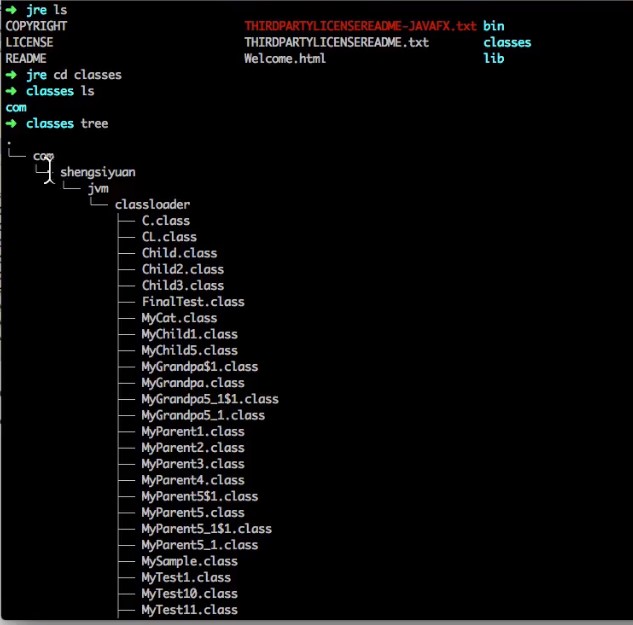 ➜ jre ls
COPYRIGHT THIRDPARTYLICENSEREADME-JAVAFX.txt bin
LICENSE THIRDPARTYLICENSEREADME.txt classes
README Welcome.html lib
➜ jre cd classes
➜ classes ls
com
➜ classes tree
.
└── com
└── shengsiyuan
└── jvm
└── classloader
├── C.class
├── CL.class
├── Child.class
├── Child2.class
├── Child3.class
├── FinalTest.class
├── MyCat.class
├── MyChild1.class
├── MyChild5.class
├── MyGrandpa$1.class
├── MyGrandpa.class
├── MyGrandpa5_1$1.class
├── MyGrandpa5_1.class
├── MyParent1.class
├── MyParent2.class
├── MyParent3.class
├── MyParent4.class
├── MyParent5$1.class
├── MyParent5.class
├── MyParent5_1$1.class
├── MyParent5_1.class
├── MySample.class
├── MyTest1.class
├── MyTest10.class
├── MyTest11.class